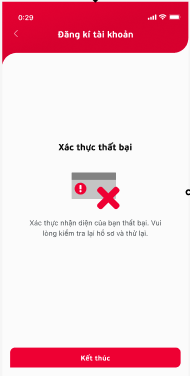 0:29
Đăng kí tài khoản
Xác thực thất bại
Xác thực nhận diện của bạn thất bại. Vui
lòng kiểm tra lại hồ sơ và thử lại.
Kết thúc